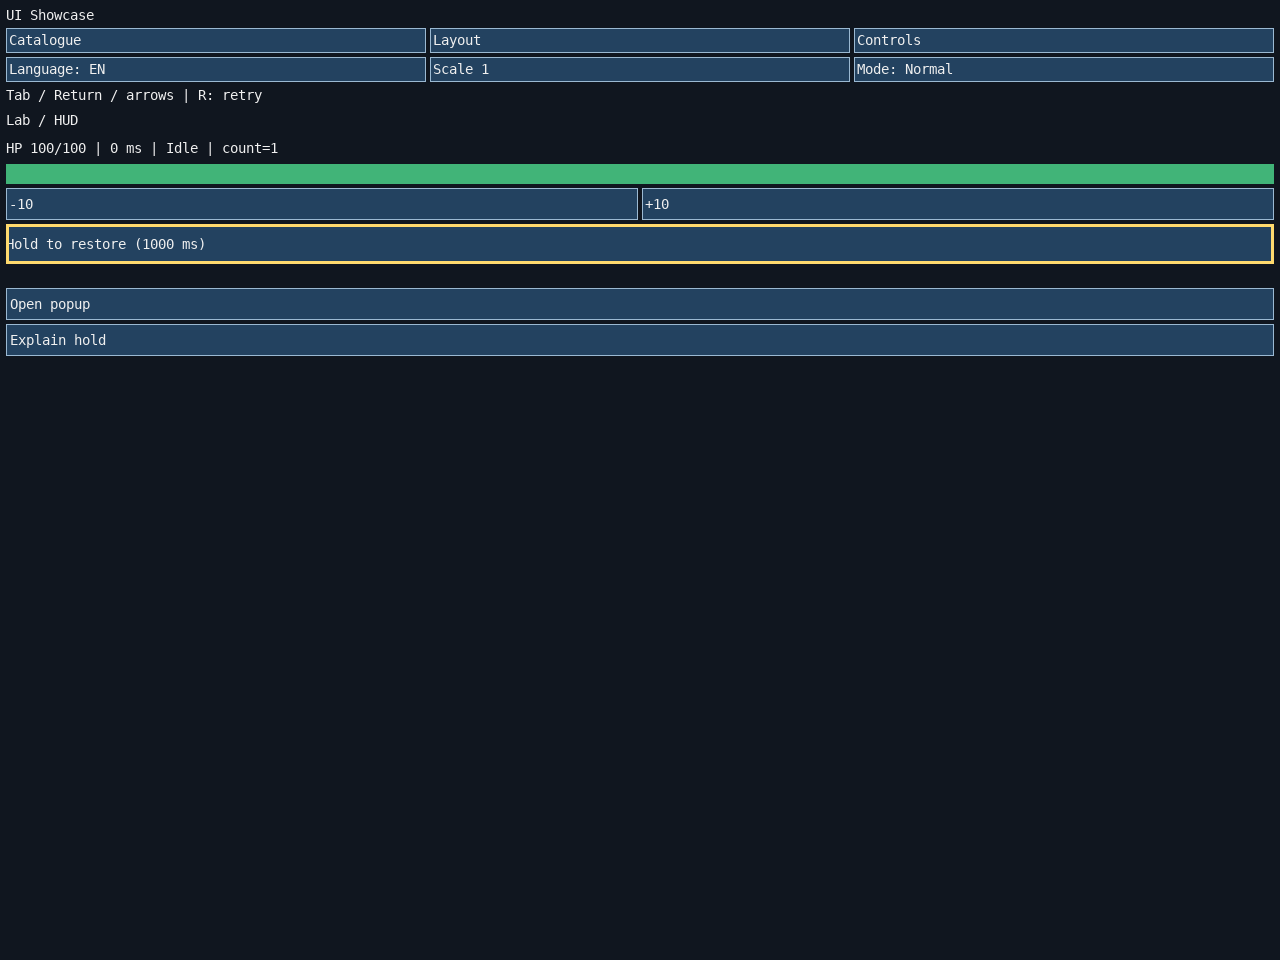 UI Showcase
Catalogue Layout Controls
Language: EN Scale 1 Mode: Normal
Tab / Return / arrows | R: retry
Lab / HUD
HP 100/100 | 0 ms | Idle | count=1
-10 +10
Hold to restore (1000 ms)
Open popup
Explain hold